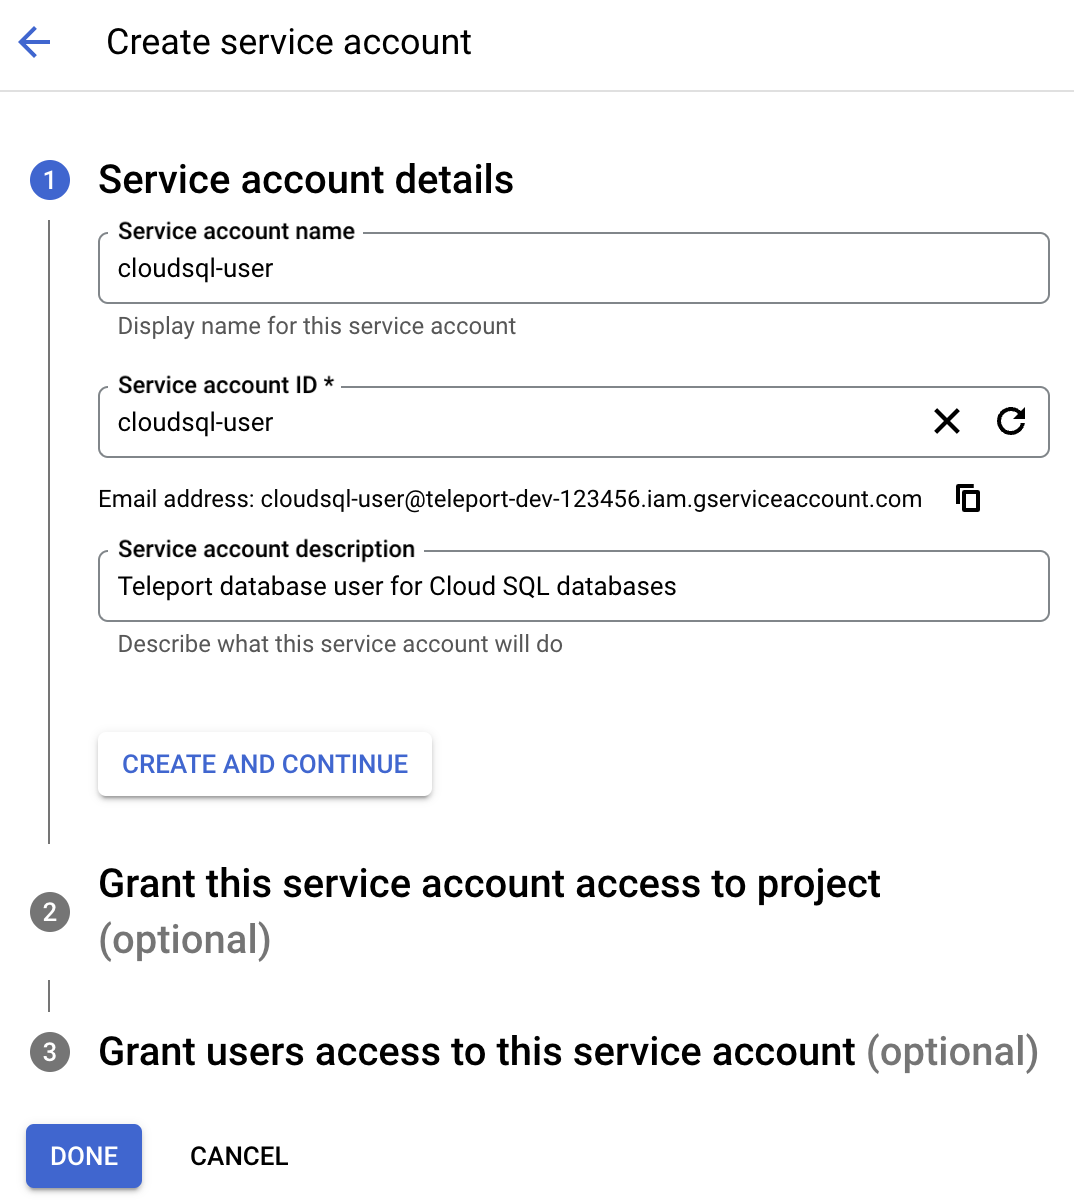 Create service account
1 Service account details
Service account name
cloudsql-user
Display name for this service account
Service account ID *
cloudsql-user
Email address: cloudsql-user@teleport-dev-123456.iam.gserviceaccount.com
Service account description
Teleport database user for Cloud SQL databases
Describe what this service account will do
CREATE AND CONTINUE
2 Grant this service account access to project
(optional)
3 Grant users access to this service account (optional)
DONE CANCEL